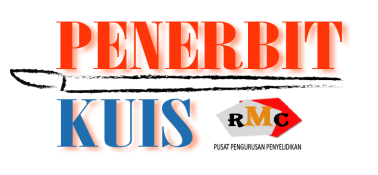 PENERBIT
KUIS
RMC
PUSAT PENGURUSAN PENYELIDIKAN